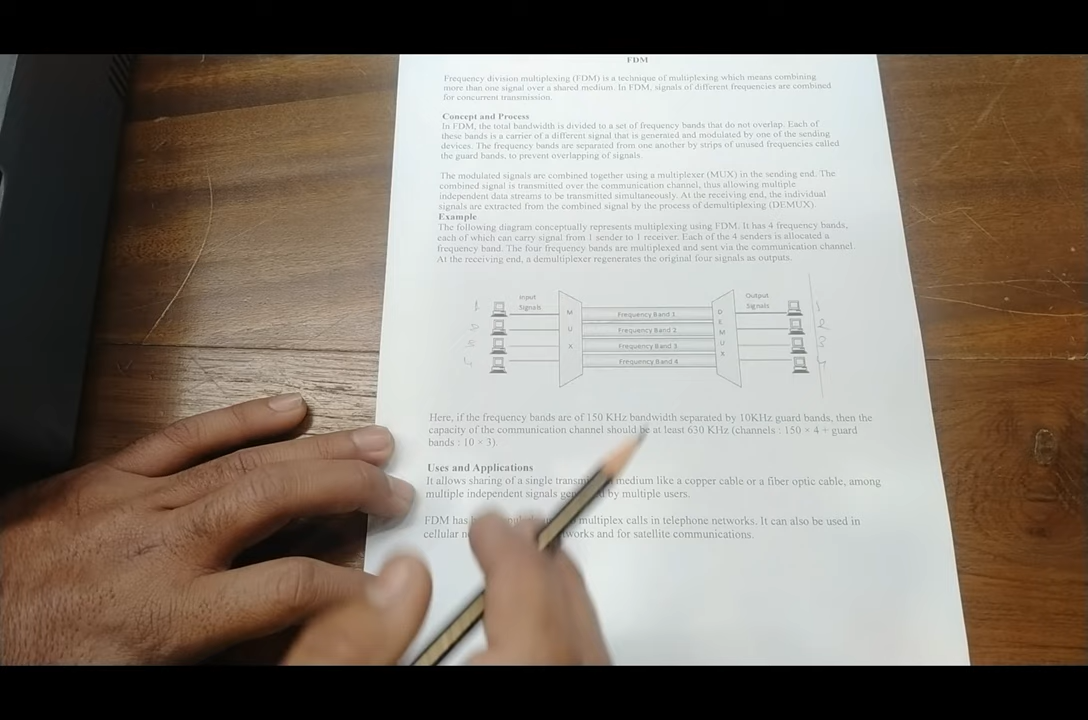 FDM
Frequency division multiplexing (FDM) is a technique of multiplexing which means combining
more than one signal over a shared medium. In FDM, signals of different frequencies are combined
for concurrent transmission.
Concept and Process
In FDM, the total bandwidth is divided to a set of frequency bands that do not overlap. Each of
these bands is a carrier of a different signal that is generated and modulated by one of the sending
devices. The frequency bands are separated from one another by strips of unused frequencies called
the guard bands, to prevent overlapping of signals.
The modulated signals are combined together using a multiplexer (MUX) in the sending end. The
combined signal is transmitted over the communication channel, thus allowing multiple
independent data streams to be transmitted simultaneously. At the receiving end, the individual
signals are extracted from the combined signal by the process of demultiplexing (DEMUX).
Example
The following diagram conceptually represents multiplexing using FDM. It has 4 frequency bands,
each of which can carry signal from 1 sender to 1 receiver. Each of the 4 senders is allocated a
frequency band. The four frequency bands are multiplexed and sent via the communication channel.
At the receiving end, a demultiplexer regenerates the original four signals as outputs.
Input
Signals
MUX
Frequency Band 1
Frequency Band 2
Frequency Band 3
Frequency Band 4
DEMUX
Output
Signals
1
2
3
4
Here, if the frequency bands are of 150 KHz bandwidth separated by 10KHz guard bands, then the
capacity of the communication channel should be at least 630 KHz (channels : 150 × 4 + guard
bands : 10 × 3).
Uses and Applications
It allows sharing of a single medium like a copper cable or a fiber optic cable, among
multiple independent signals by multiple users.
FDM has multiplex calls in telephone networks. It can also be used in
cellular and for satellite communications.